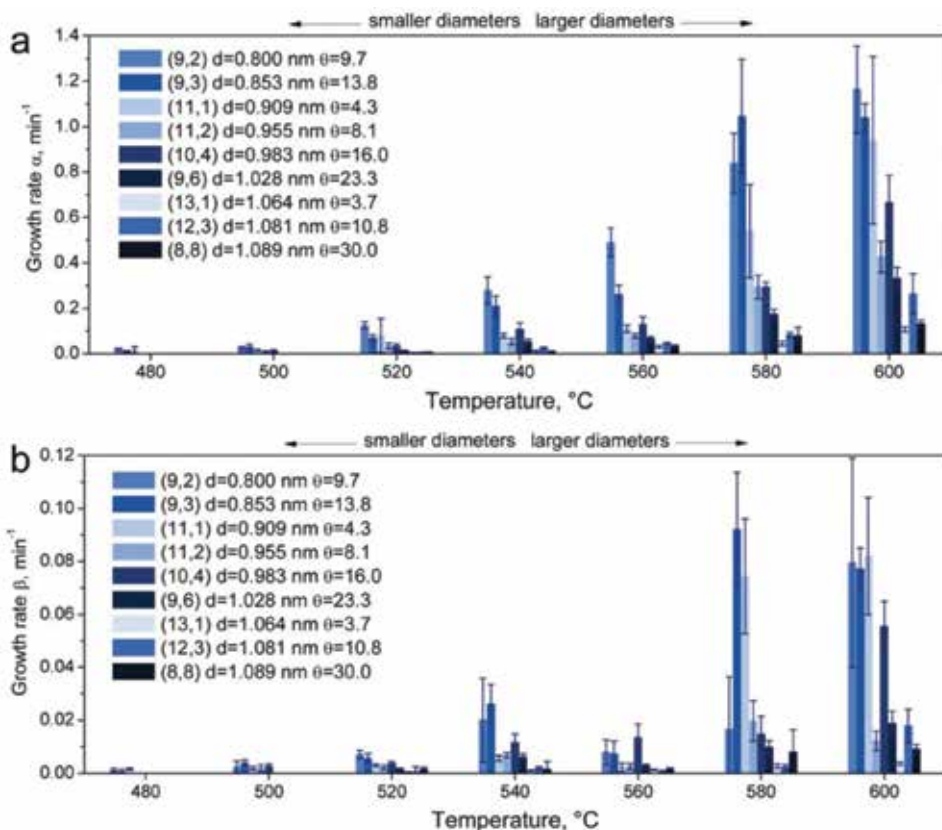 smaller diameters larger diameters
a
1.4
1.2
1.0
0.8
0.6
0.4
0.2
0.0
Growth rate α, min⁻¹
(9,2) d=0.800 nm θ=9.7
(9,3) d=0.853 nm θ=13.8
(11,1) d=0.909 nm θ=4.3
(11,2) d=0.955 nm θ=8.1
(10,4) d=0.983 nm θ=16.0
(9,6) d=1.028 nm θ=23.3
(13,1) d=1.064 nm θ=3.7
(12,3) d=1.081 nm θ=10.8
(8,8) d=1.089 nm θ=30.0
480 500 520 540 560 580 600
Temperature, °C
smaller diameters larger diameters
b
0.12
0.10
0.08
0.06
0.04
0.02
0.00
Growth rate β, min⁻¹
(9,2) d=0.800 nm θ=9.7
(9,3) d=0.853 nm θ=13.8
(11,1) d=0.909 nm θ=4.3
(11,2) d=0.955 nm θ=8.1
(10,4) d=0.983 nm θ=16.0
(9,6) d=1.028 nm θ=23.3
(13,1) d=1.064 nm θ=3.7
(12,3) d=1.081 nm θ=10.8
(8,8) d=1.089 nm θ=30.0
480 500 520 540 560 580 600
Temperature, °C